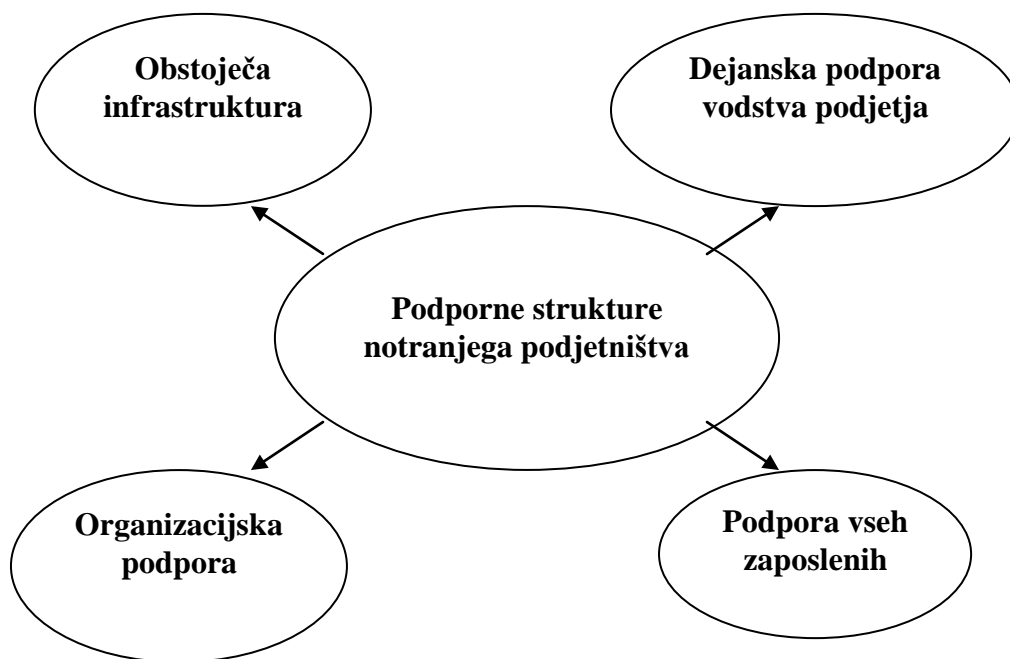 Obstoječa
infrastruktura
Dejanska podpora
vodstva podjetja
Podporne strukture
notranjega podjetništva
Organizacijska
podpora
Podpora vseh
zaposlenih